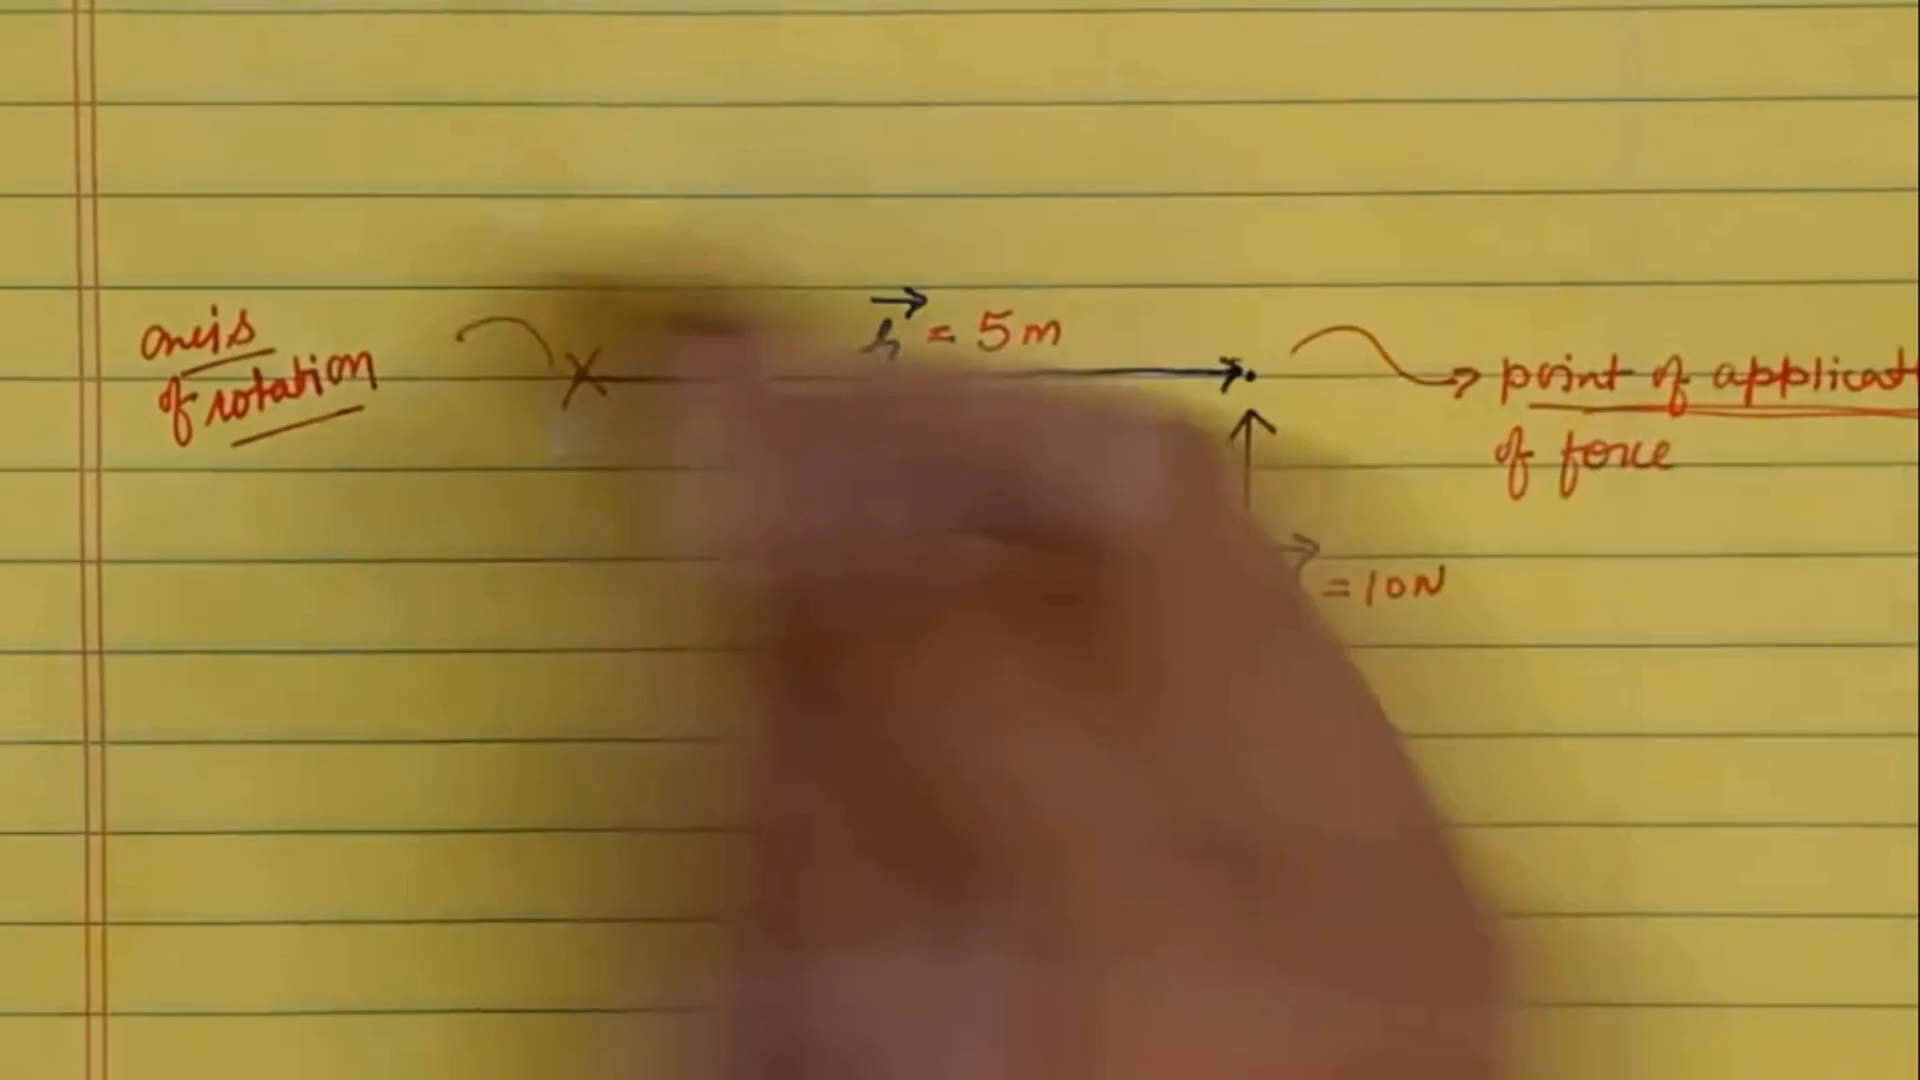 axis
of rotation
r = 5m
point of applicat
of force
= 10N